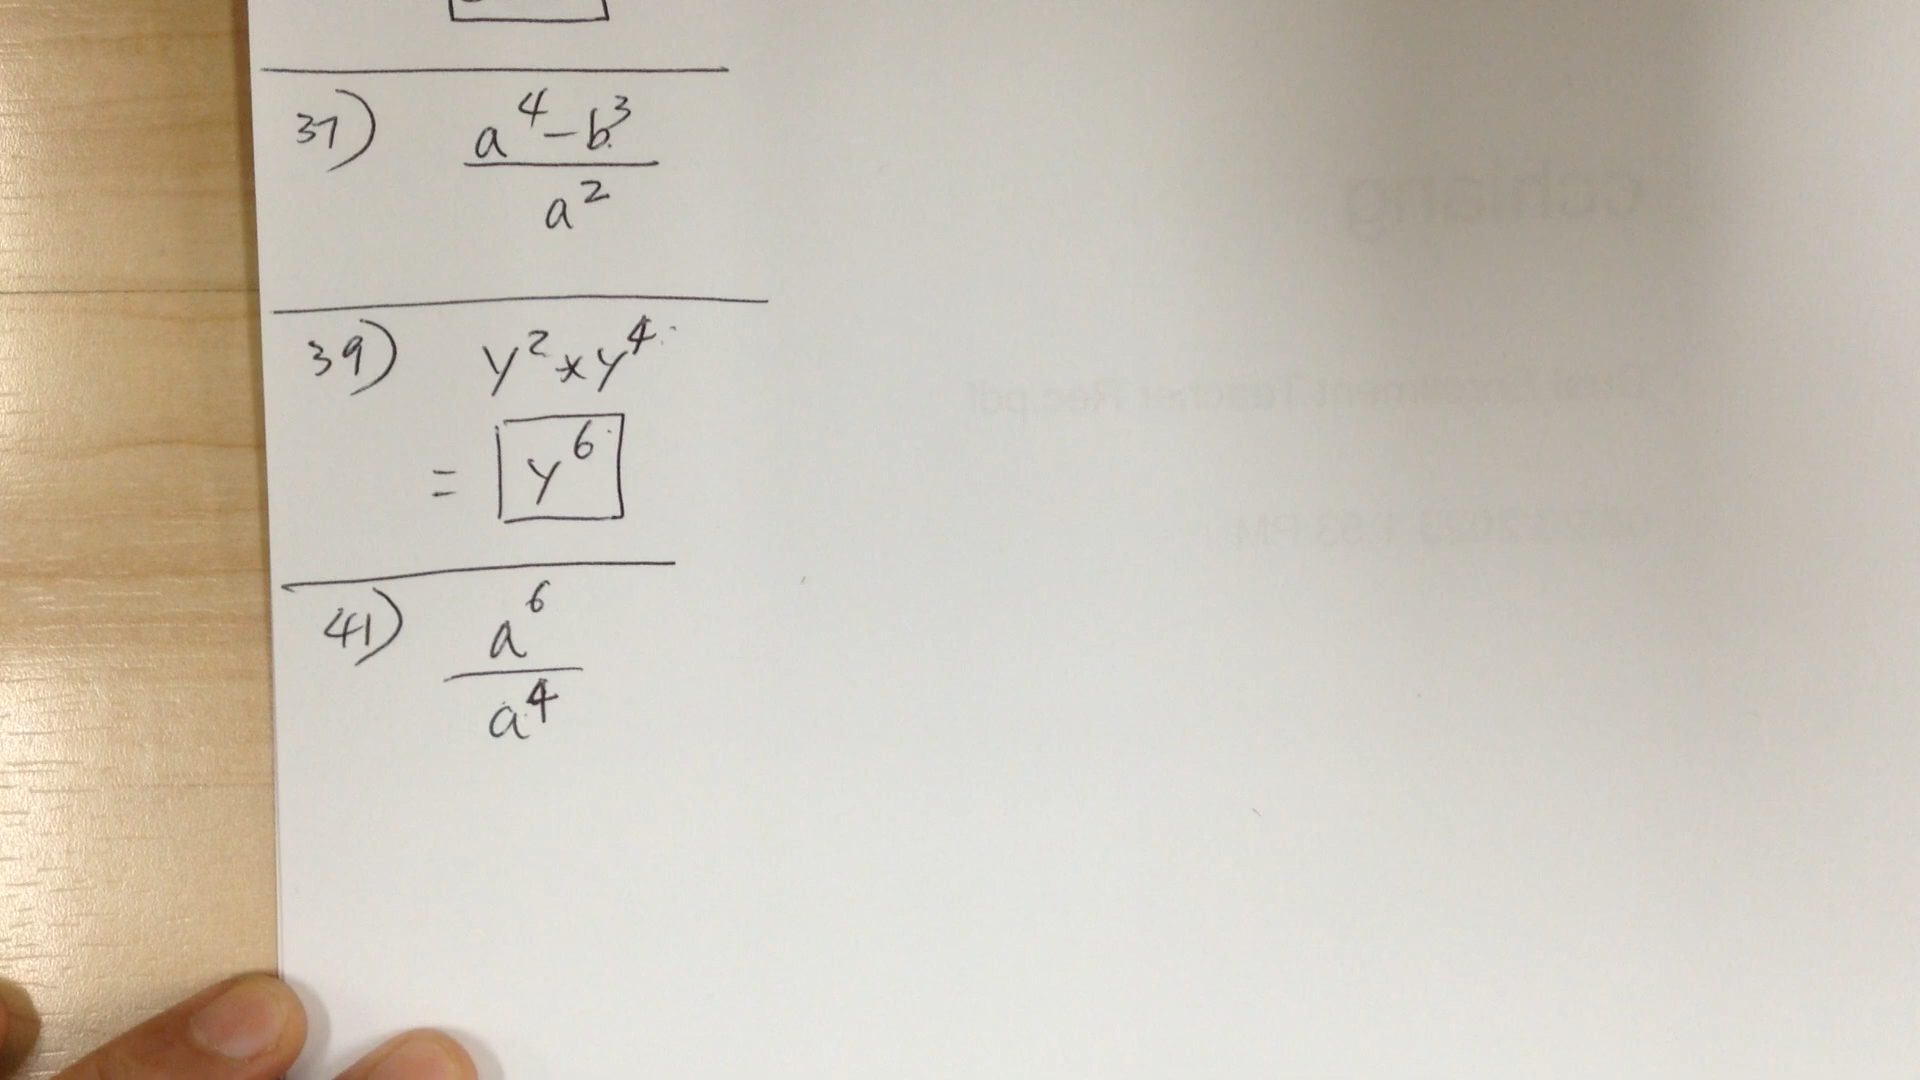 37) a⁴-b³
a²
39) y²*y⁴
= y⁶
41) a⁶
a⁴